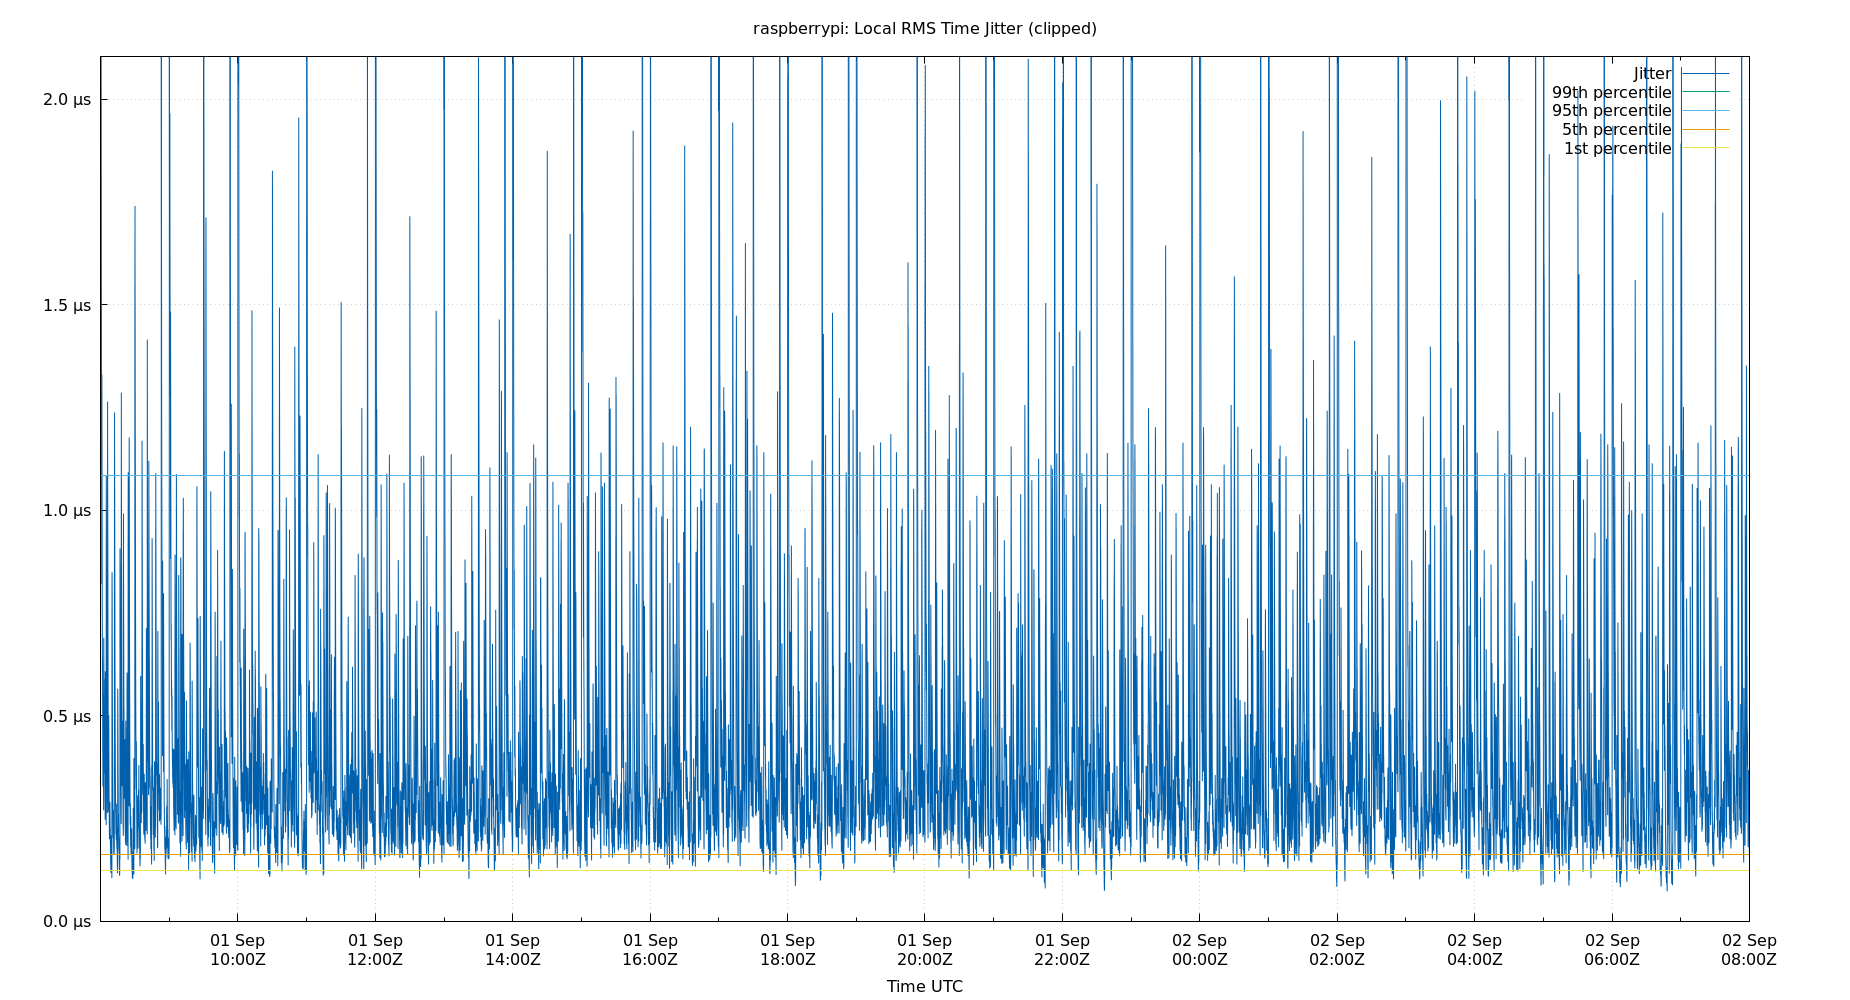 raspberrypi: Local RMS Time Jitter (clipped)
Jitter
99th percentile
95th percentile
5th percentile
1st percentile
2.0 µs
1.5 µs
1.0 µs
0.5 µs
0.0 µs
01 Sep 01 Sep 01 Sep 01 Sep 01 Sep 01 Sep 01 Sep 02 Sep 02 Sep 02 Sep 02 Sep 02 Sep
10:00Z 12:00Z 14:00Z 16:00Z 18:00Z 20:00Z 22:00Z 00:00Z 02:00Z 04:00Z 06:00Z 08:00Z
Time UTC